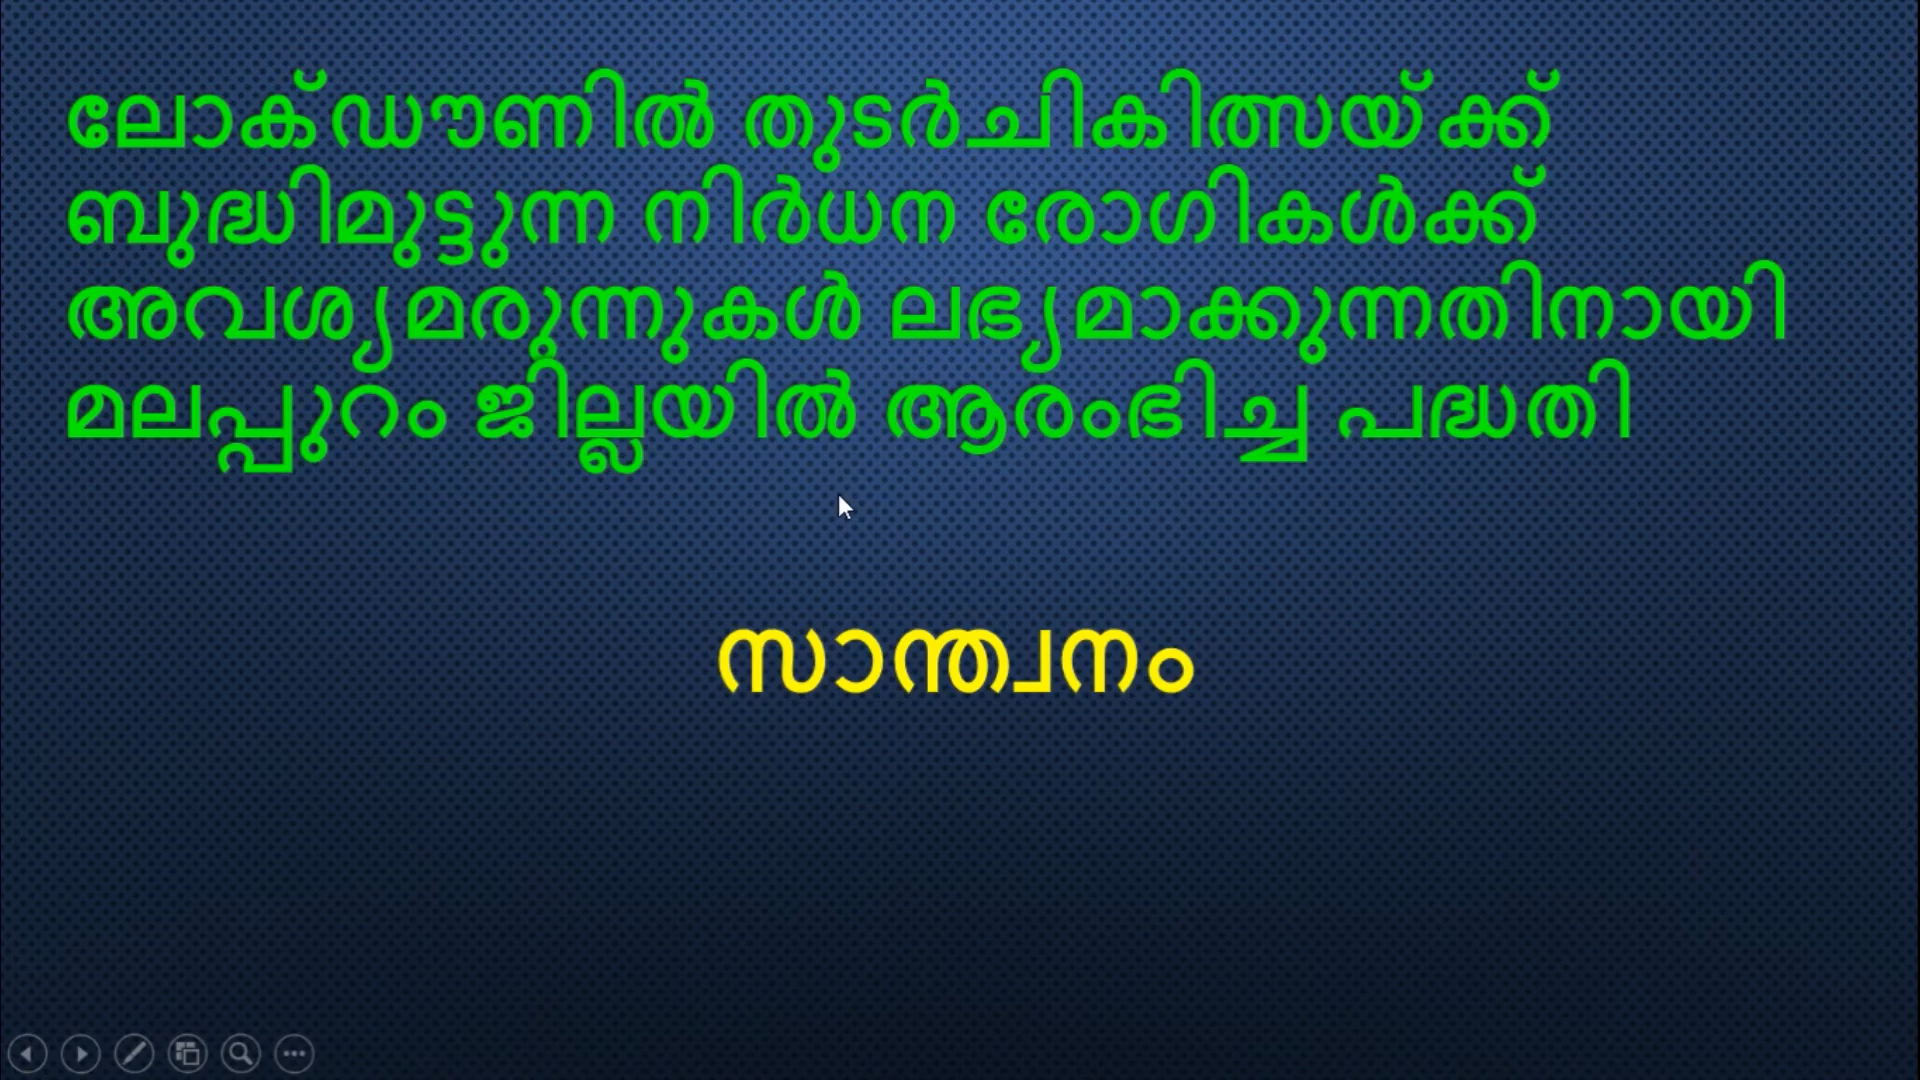 ലോക്ഡൗണിൽ തുടർചികിത്സയ്ക്ക്
ബുദ്ധിമുട്ടുന്ന നിർധന രോഗികൾക്ക്
അവശ്യമരുന്നുകൾ ലഭ്യമാക്കുന്നതിനായി
മലപ്പുറം ജില്ലയിൽ ആരംഭിച്ച പദ്ധതി
സാന്ത്വനം